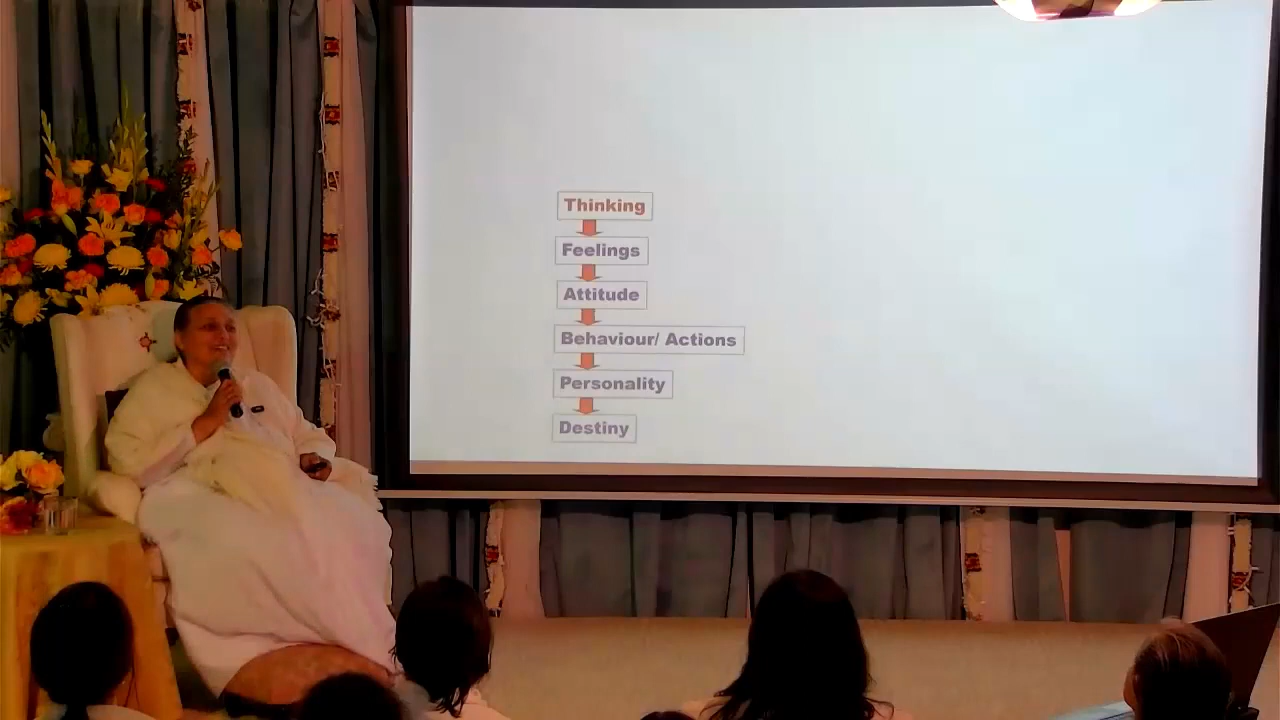 Thinking
Feelings
Attitude
Behaviour/ Actions
Personality
Destiny